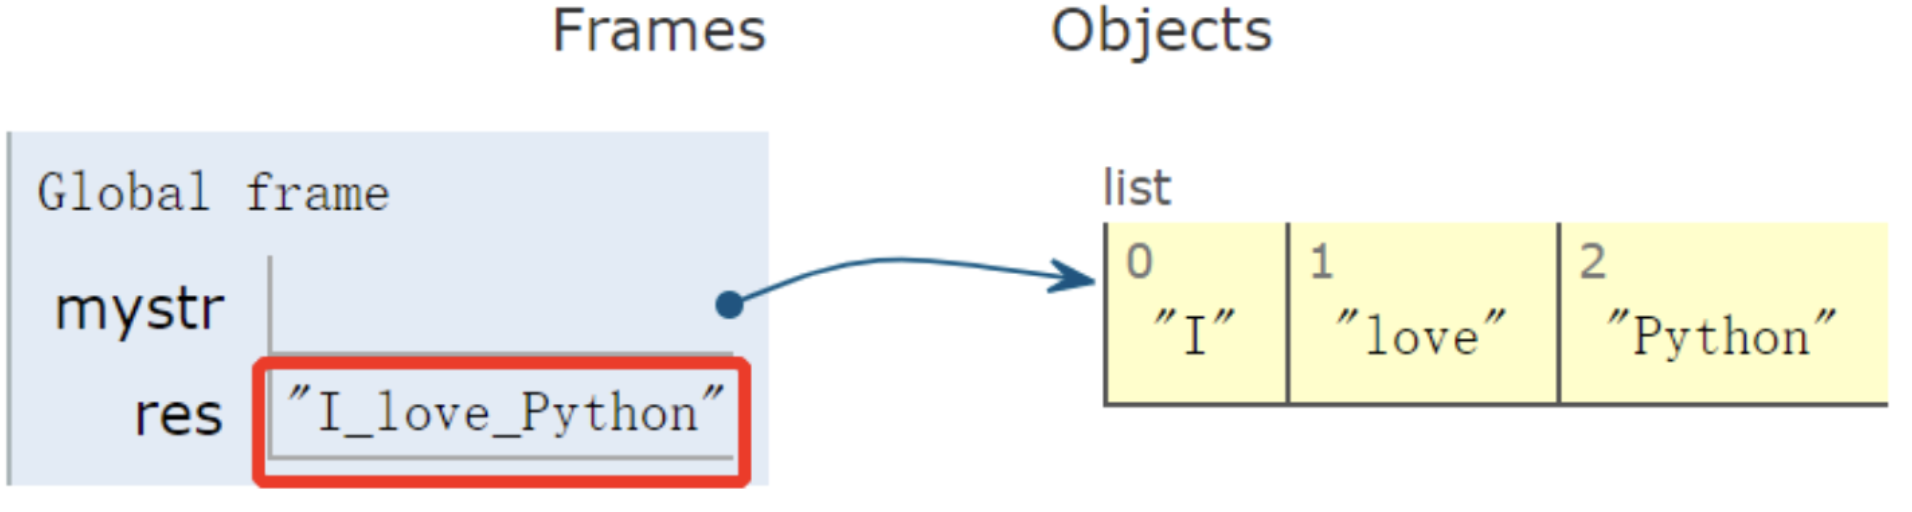 Frames Objects
Global frame
mystr
res "I_love_Python"
list
0 1 2
"I" "love" "Python"